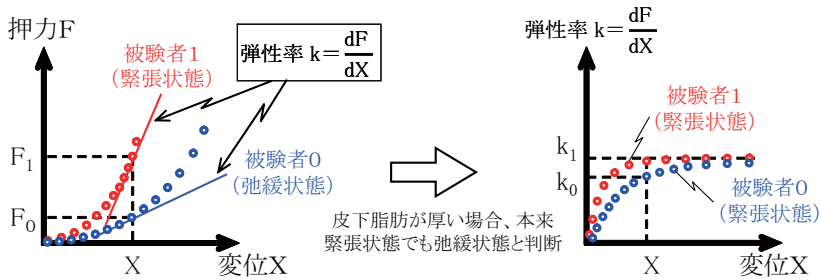 押力F
被験者1
(緊張状態)
弾性率 k＝dF/dX
F1
F0
被験者0
(弛緩状態)
X
変位X
皮下脂肪が厚い場合、本来
緊張状態でも弛緩状態と判断
弾性率 k＝dF/dX
被験者1
(緊張状態)
k1
k0
被験者0
(緊張状態)
X
変位X